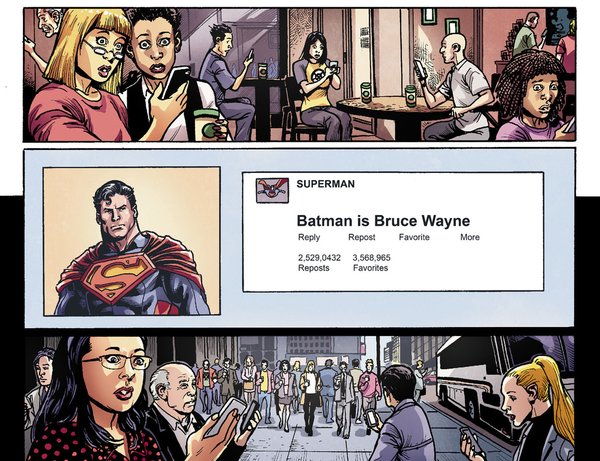 SUPERMAN
Batman is Bruce Wayne
Reply Repost Favorite More
2,529,0432 3,568,965
Reposts Favorites